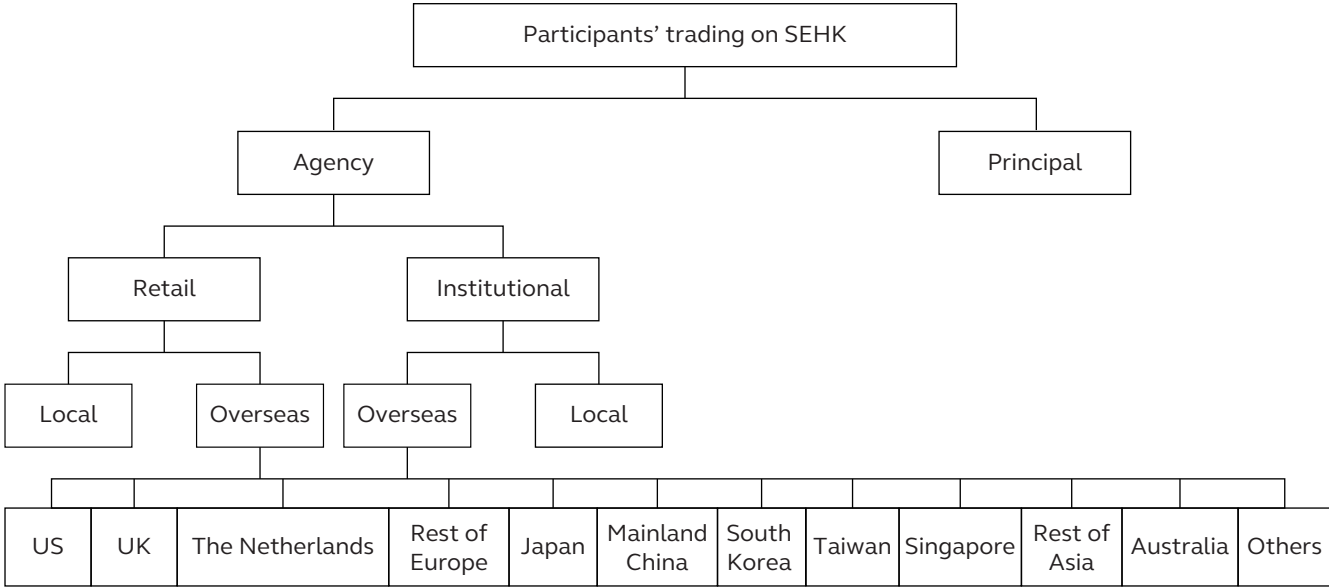 Participants’ trading on SEHK
Agency
Principal
Retail
Institutional
Local
Overseas
Overseas
Local
US
UK
The Netherlands
Rest of
Europe
Japan
Mainland
China
South
Korea
Taiwan
Singapore
Rest of
Asia
Australia
Others